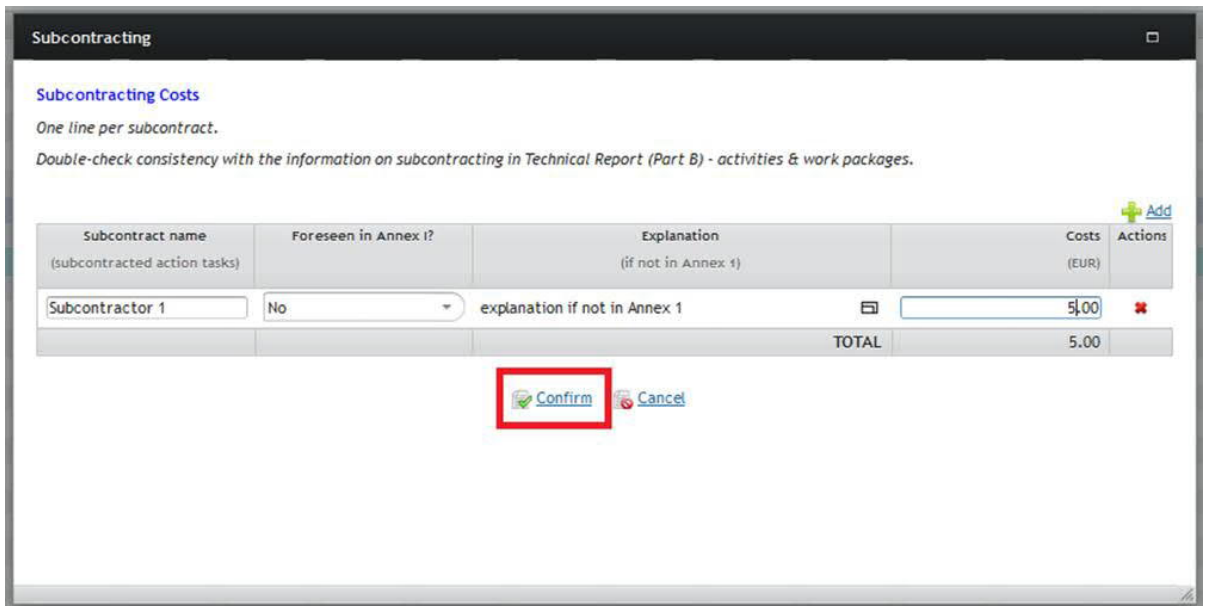 Subcontracting
Subcontracting Costs
One line per subcontract.
Double-check consistency with the information on subcontracting in Technical Report (Part B) - activities & work packages.
Add
Subcontract name Foreseen in Annex I? Explanation Costs Actions
(subcontracted action tasks) (if not in Annex 1) (EUR)
Subcontractor 1 No explanation if not in Annex 1 5.00
TOTAL 5.00
Confirm Cancel